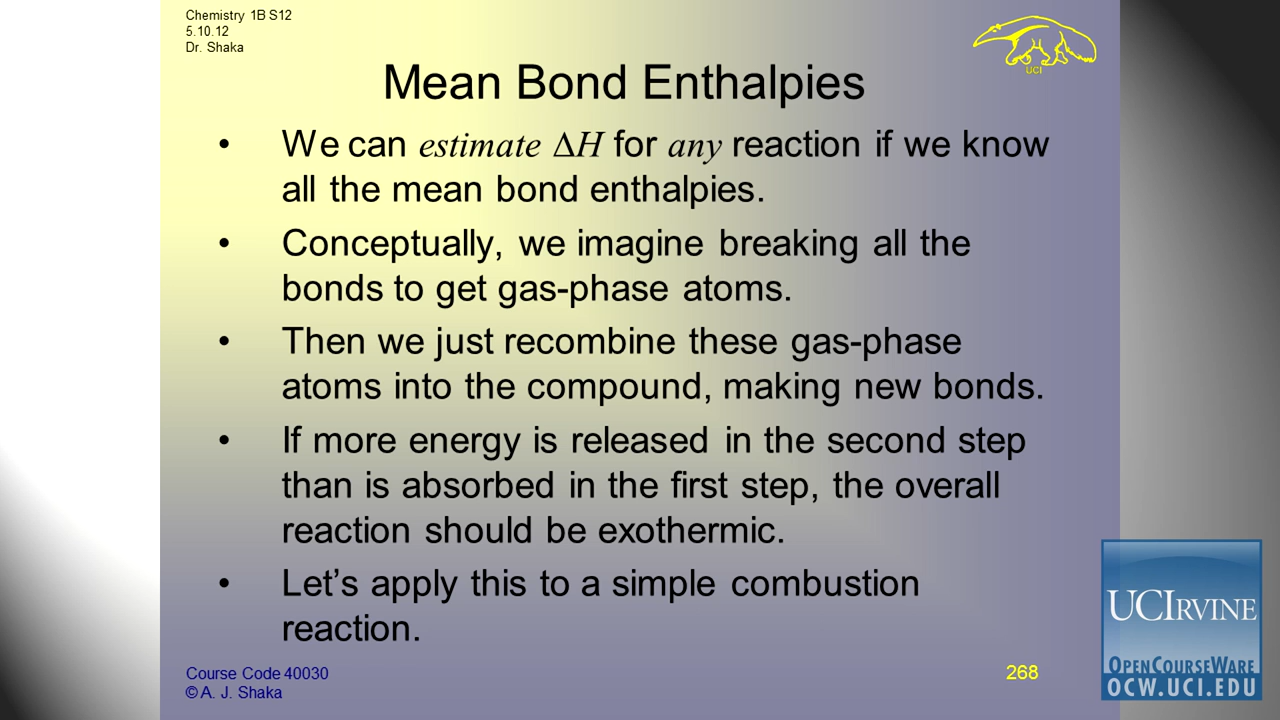 Chemistry 1B S12
5.10.12
Dr. Shaka
UCI
Mean Bond Enthalpies
• We can estimate ΔH for any reaction if we know
all the mean bond enthalpies.
• Conceptually, we imagine breaking all the
bonds to get gas-phase atoms.
• Then we just recombine these gas-phase
atoms into the compound, making new bonds.
• If more energy is released in the second step
than is absorbed in the first step, the overall
reaction should be exothermic.
• Let’s apply this to a simple combustion
reaction.
Course Code 40030
© A. J. Shaka
268
UCIRVINE
OPENCOURSEWARE
OCW.UCI.EDU